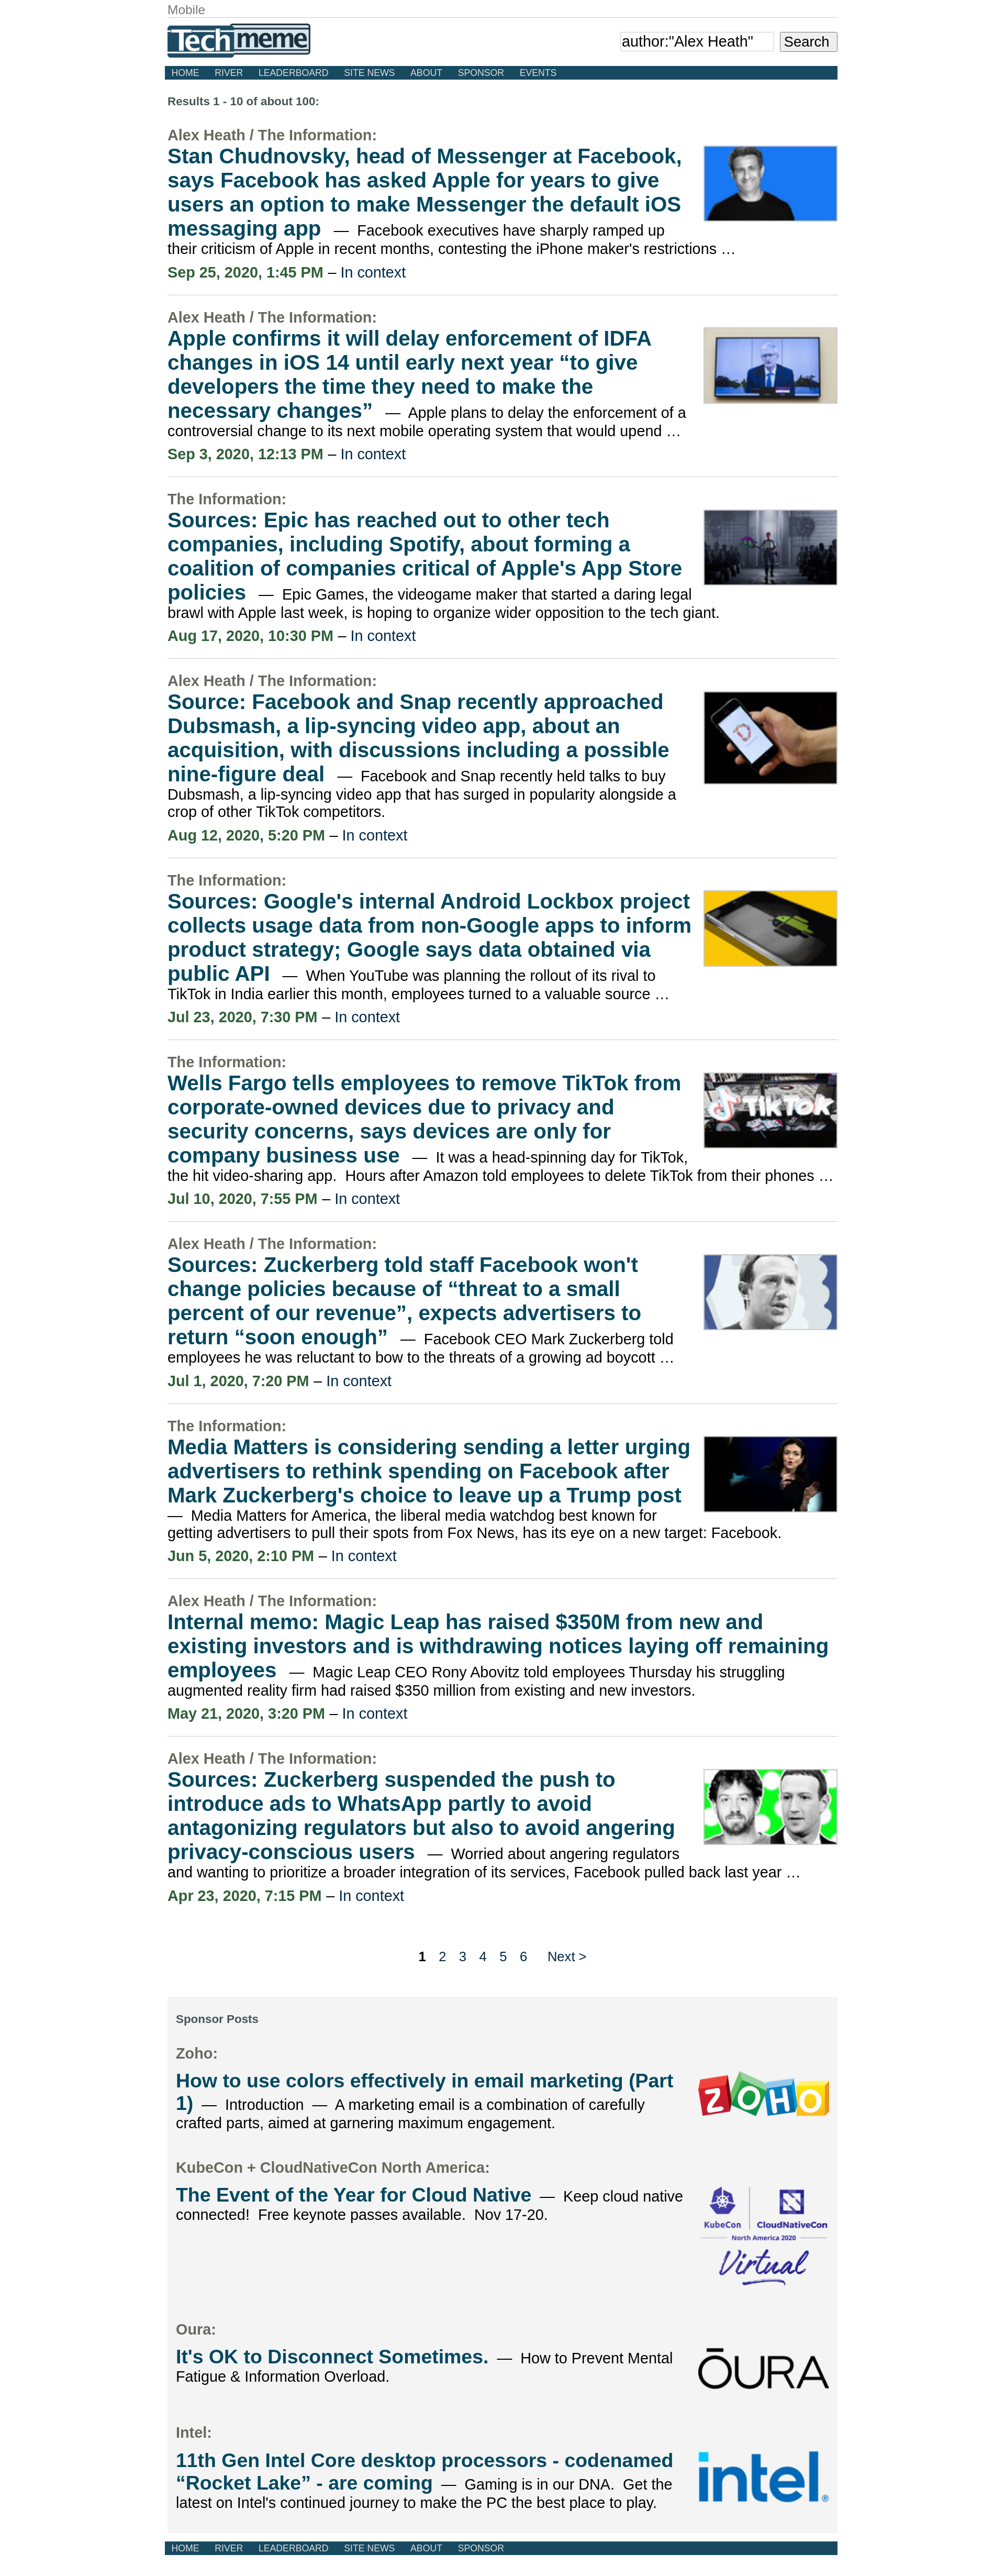 Mobile
Techmeme
author:"Alex Heath"
Search
HOME RIVER LEADERBOARD SITE NEWS ABOUT SPONSOR EVENTS
Results 1 - 10 of about 100:
Alex Heath / The Information:
Stan Chudnovsky, head of Messenger at Facebook,
says Facebook has asked Apple for years to give
users an option to make Messenger the default iOS
messaging app — Facebook executives have sharply ramped up
their criticism of Apple in recent months, contesting the iPhone maker's restrictions …
Sep 25, 2020, 1:45 PM – In context
Alex Heath / The Information:
Apple confirms it will delay enforcement of IDFA
changes in iOS 14 until early next year “to give
developers the time they need to make the
necessary changes” — Apple plans to delay the enforcement of a
controversial change to its next mobile operating system that would upend …
Sep 3, 2020, 12:13 PM – In context
The Information:
Sources: Epic has reached out to other tech
companies, including Spotify, about forming a
coalition of companies critical of Apple's App Store
policies — Epic Games, the videogame maker that started a daring legal
brawl with Apple last week, is hoping to organize wider opposition to the tech giant.
Aug 17, 2020, 10:30 PM – In context
Alex Heath / The Information:
Source: Facebook and Snap recently approached
Dubsmash, a lip-syncing video app, about an
acquisition, with discussions including a possible
nine-figure deal — Facebook and Snap recently held talks to buy
Dubsmash, a lip-syncing video app that has surged in popularity alongside a
crop of other TikTok competitors.
Aug 12, 2020, 5:20 PM – In context
The Information:
Sources: Google's internal Android Lockbox project
collects usage data from non-Google apps to inform
product strategy; Google says data obtained via
public API — When YouTube was planning the rollout of its rival to
TikTok in India earlier this month, employees turned to a valuable source …
Jul 23, 2020, 7:30 PM – In context
The Information:
Wells Fargo tells employees to remove TikTok from
corporate-owned devices due to privacy and
security concerns, says devices are only for
company business use — It was a head-spinning day for TikTok,
the hit video-sharing app. Hours after Amazon told employees to delete TikTok from their phones …
TikTok
Jul 10, 2020, 7:55 PM – In context
Alex Heath / The Information:
Sources: Zuckerberg told staff Facebook won't
change policies because of “threat to a small
percent of our revenue”, expects advertisers to
return “soon enough” — Facebook CEO Mark Zuckerberg told
employees he was reluctant to bow to the threats of a growing ad boycott …
Jul 1, 2020, 7:20 PM – In context
The Information:
Media Matters is considering sending a letter urging
advertisers to rethink spending on Facebook after
Mark Zuckerberg's choice to leave up a Trump post
— Media Matters for America, the liberal media watchdog best known for
getting advertisers to pull their spots from Fox News, has its eye on a new target: Facebook.
Jun 5, 2020, 2:10 PM – In context
Alex Heath / The Information:
Internal memo: Magic Leap has raised $350M from new and
existing investors and is withdrawing notices laying off remaining
employees — Magic Leap CEO Rony Abovitz told employees Thursday his struggling
augmented reality firm had raised $350 million from existing and new investors.
May 21, 2020, 3:20 PM – In context
Alex Heath / The Information:
Sources: Zuckerberg suspended the push to
introduce ads to WhatsApp partly to avoid
antagonizing regulators but also to avoid angering
privacy-conscious users — Worried about angering regulators
and wanting to prioritize a broader integration of its services, Facebook pulled back last year …
Apr 23, 2020, 7:15 PM – In context
1 2 3 4 5 6 Next >
Sponsor Posts
Zoho:
How to use colors effectively in email marketing (Part
1) — Introduction — A marketing email is a combination of carefully
crafted parts, aimed at garnering maximum engagement.
ZOHO
KubeCon + CloudNativeCon North America:
The Event of the Year for Cloud Native — Keep cloud native
connected! Free keynote passes available. Nov 17-20.
KubeCon CloudNativeCon
North America 2020
Virtual
Oura:
It's OK to Disconnect Sometimes. — How to Prevent Mental
Fatigue & Information Overload.
ŌURA
Intel:
11th Gen Intel Core desktop processors - codenamed
“Rocket Lake” - are coming — Gaming is in our DNA. Get the
latest on Intel's continued journey to make the PC the best place to play.
intel®
HOME RIVER LEADERBOARD SITE NEWS ABOUT SPONSOR